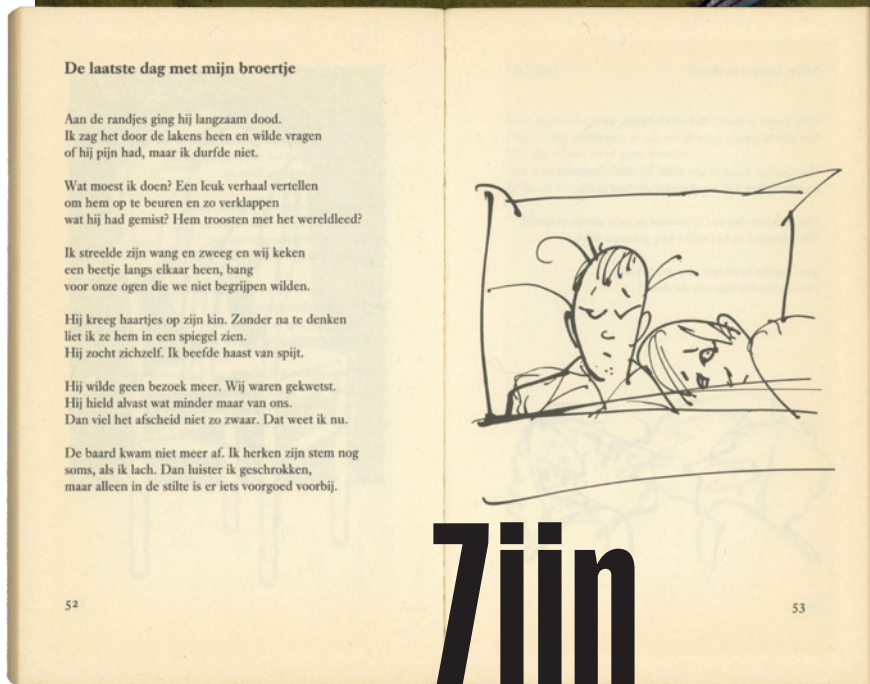 De laatste dag met mijn broertje
Aan de randjes ging hij langzaam dood.
Ik zag het door de lakens heen en wilde vragen
of hij pijn had, maar ik durfde niet.
Wat moest ik doen? Een leuk verhaal vertellen
om hem op te beuren en zo verklappen
wat hij had gemist? Hem troosten met het wereldleed?
Ik streelde zijn wang en zweeg en wij keken
een beetje langs elkaar heen, bang
voor onze ogen die we niet begrijpen wilden.
Hij kreeg haartjes op zijn kin. Zonder na te denken
liet ik ze hem in een spiegel zien.
Hij zocht zichzelf. Ik beefde haast van spijt.
Hij wilde geen bezoek meer. Wij waren gekwetst.
Hij hield alvast wat minder maar van ons.
Dan viel het afscheid niet zo zwaar. Dat weet ik nu.
De baard kwam niet meer af. Ik herken zijn stem nog
soms, als ik lach. Dan luister ik geschrokken,
maar alleen in de stilte is er iets voorgoed voorbij.
52
53
Zijn